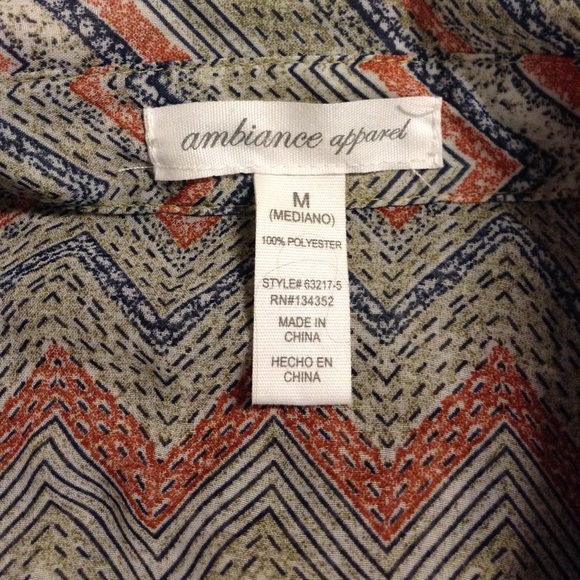 ambiance apparel
M
(MEDIANO)
100% POLYESTER
STYLE# 63217-5
RN#134352
MADE IN
CHINA
HECHO EN
CHINA